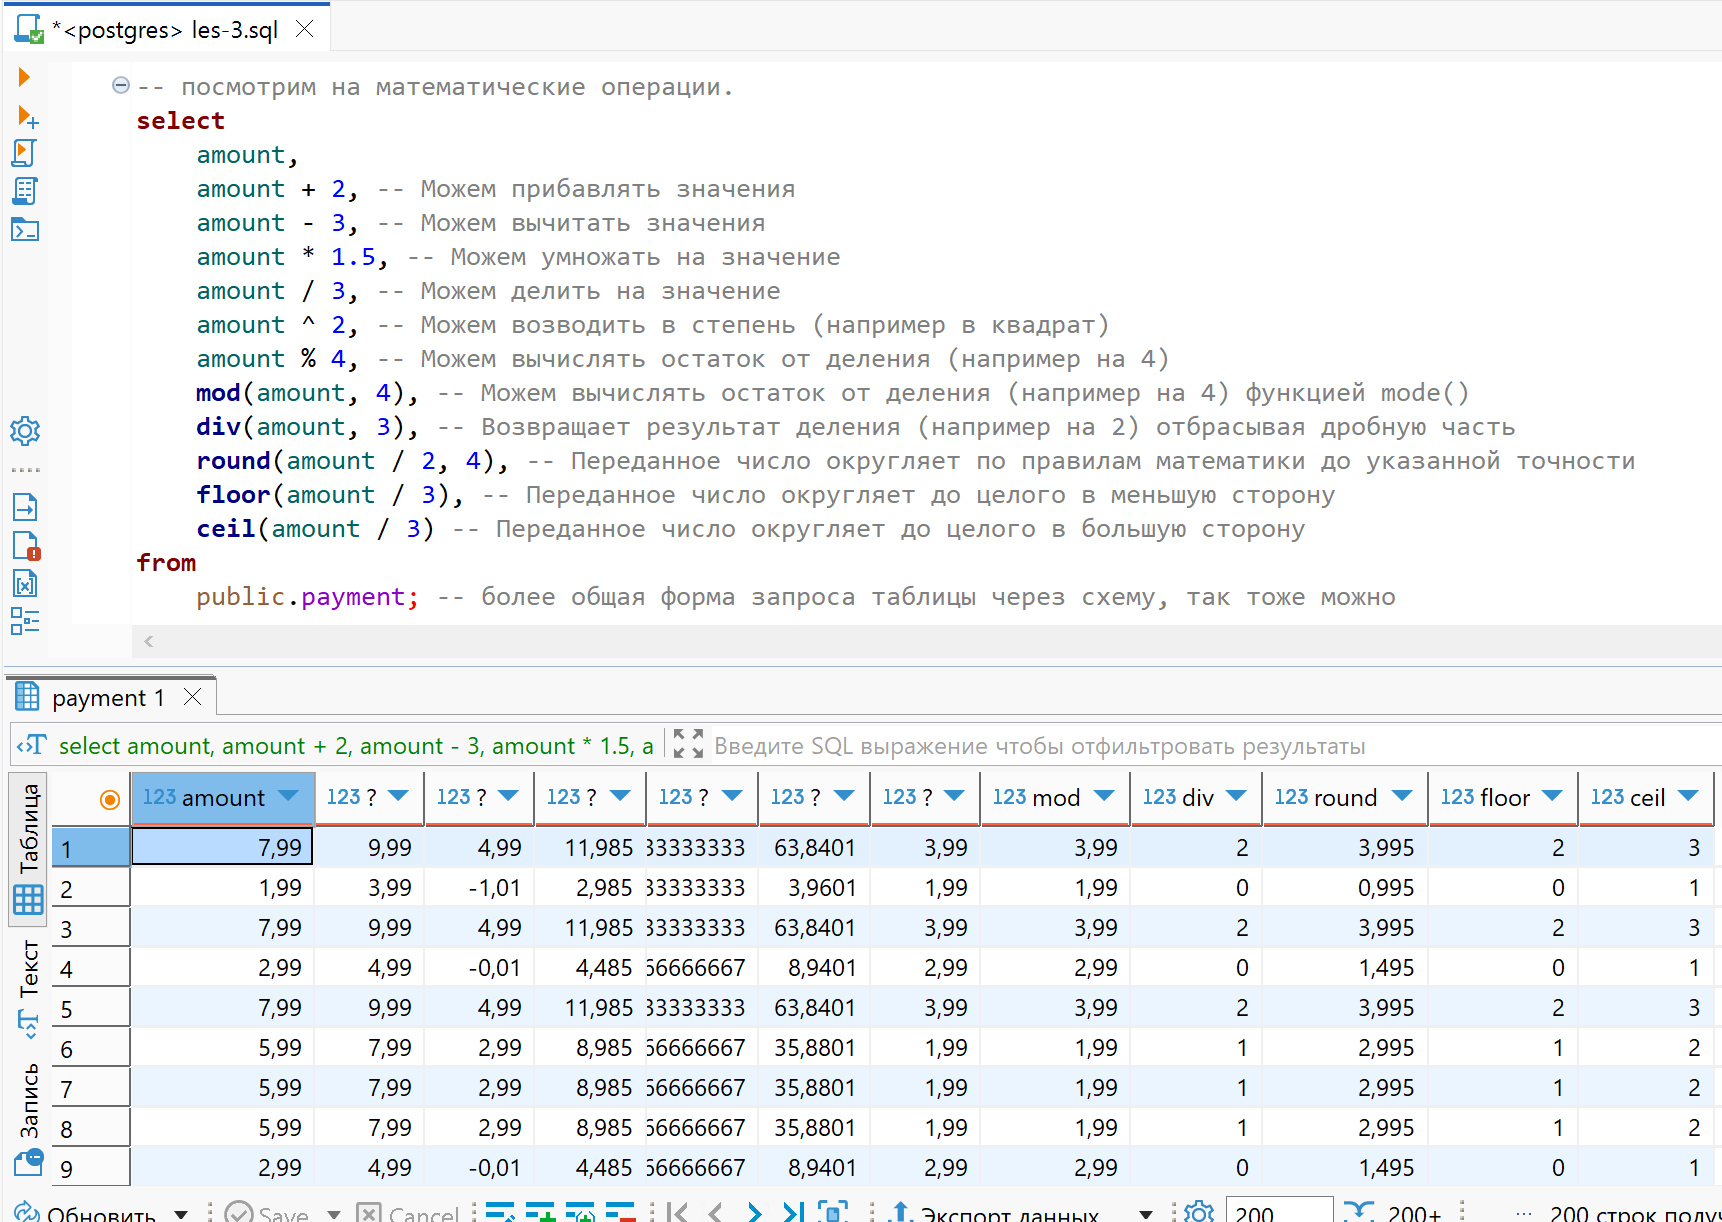 *<postgres> les-3.sql
-- посмотрим на математические операции.
select
amount,
amount + 2, -- Можем прибавлять значения
amount - 3, -- Можем вычитать значения
amount * 1.5, -- Можем умножать на значение
amount / 3, -- Можем делить на значение
amount ^ 2, -- Можем возводить в степень (например в квадрат)
amount % 4, -- Можем вычислять остаток от деления (например на 4)
mod(amount, 4), -- Можем вычислять остаток от деления (например на 4) функцией mode()
div(amount, 3), -- Возвращает результат деления (например на 2) отбрасывая дробную часть
round(amount / 2, 4), -- Переданное число округляет по правилам математики до указанной точности
floor(amount / 3), -- Переданное число округляет до целого в меньшую сторону
ceil(amount / 3) -- Переданное число округляет до целого в большую сторону
from
public.payment; -- более общая форма запроса таблицы через схему, так тоже можно
payment 1
select amount, amount + 2, amount - 3, amount * 1.5, a Введите SQL выражение чтобы отфильтровать результаты
Таблица
Текст
Запись
123 amount 123 ? 123 ? 123 ? 123 ? 123 ? 123 ? 123 mod 123 div 123 round 123 floor 123 ceil
1 7,99 9,99 4,99 11,985 33333333 63,8401 3,99 3,99 2 3,995 2 3
2 1,99 3,99 -1,01 2,985 33333333 3,9601 1,99 1,99 0 0,995 0 1
3 7,99 9,99 4,99 11,985 33333333 63,8401 3,99 3,99 2 3,995 2 3
4 2,99 4,99 -0,01 4,485 66666667 8,9401 2,99 2,99 0 1,495 0 1
5 7,99 9,99 4,99 11,985 33333333 63,8401 3,99 3,99 2 3,995 2 3
6 5,99 7,99 2,99 8,985 66666667 35,8801 1,99 1,99 1 2,995 1 2
7 5,99 7,99 2,99 8,985 66666667 35,8801 1,99 1,99 1 2,995 1 2
8 5,99 7,99 2,99 8,985 66666667 35,8801 1,99 1,99 1 2,995 1 2
9 2,99 4,99 -0,01 4,485 66666667 8,9401 2,99 2,99 0 1,495 0 1
Обновить Save Cancel Экспорт данных 200 200+ ... 200 строк